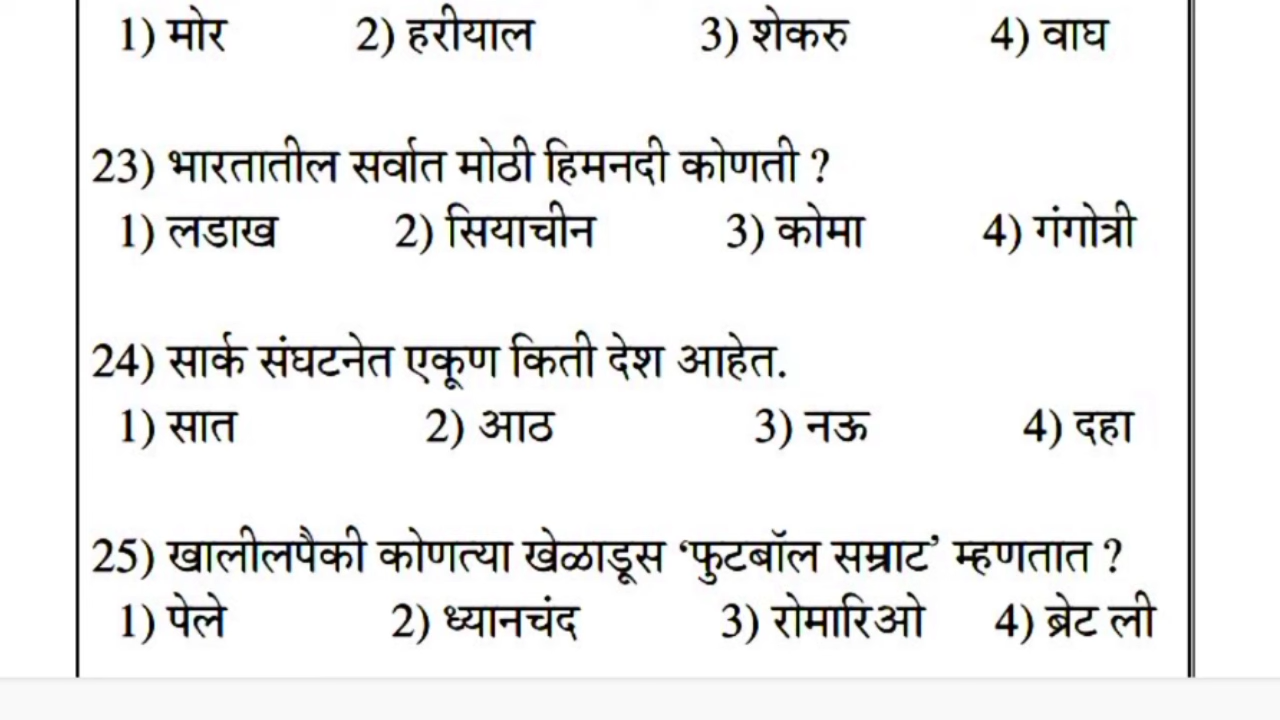 1) मोर 2) हरीयाल 3) शेकरु 4) वाघ
23) भारतातील सर्वात मोठी हिमनदी कोणती ?
1) लडाख 2) सियाचीन 3) कोमा 4) गंगोत्री
24) सार्क संघटनेत एकूण किती देश आहेत.
1) सात 2) आठ 3) नऊ 4) दहा
25) खालीलपैकी कोणत्या खेळाडूस ‘फुटबॉल सम्राट’ म्हणतात ?
1) पेले 2) ध्यानचंद 3) रोमारिओ 4) ब्रेट ली